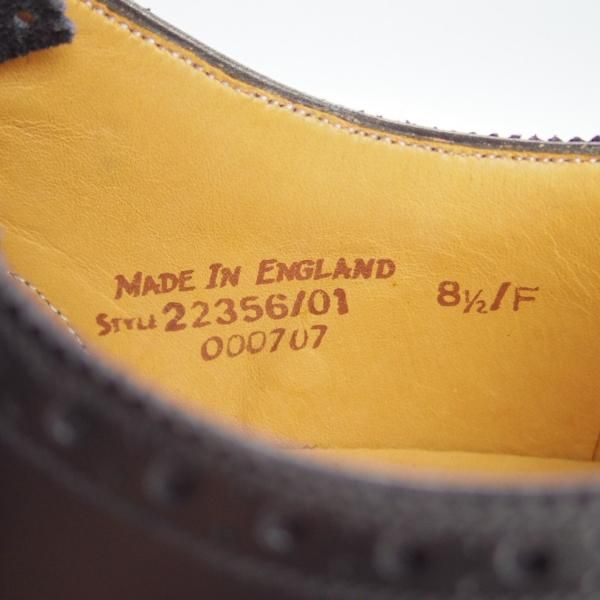 MADE IN ENGLAND
STYLE 22356/01 8½/F
000707